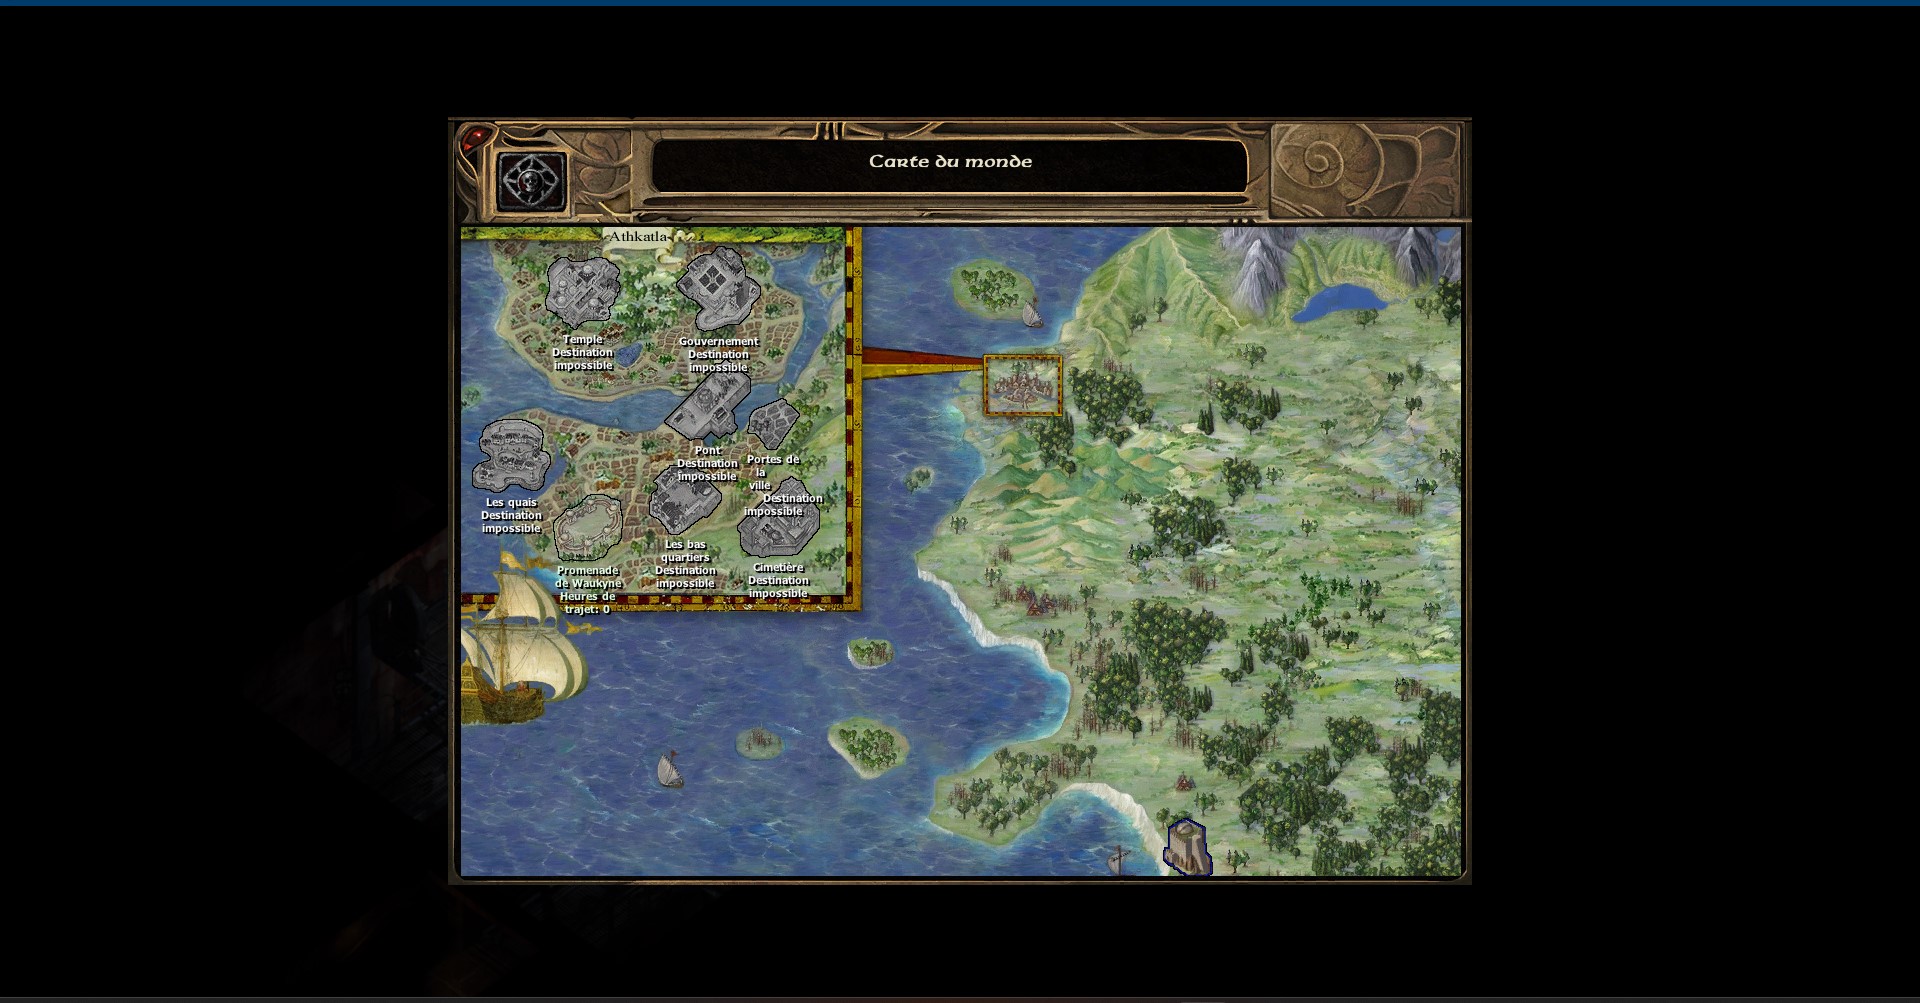 Carte du monde
Athkatla
Temple
Destination
impossible
Gouvernement
Destination
impossible
Pont
Destination
impossible
Portes de
la
ville
Destination
impossible
Les quais
Destination
impossible
Promenade
de Waukyne
Heures de
trajet: 0
Les bas
quartiers
Destination
impossible
Cimetière
Destination
impossible